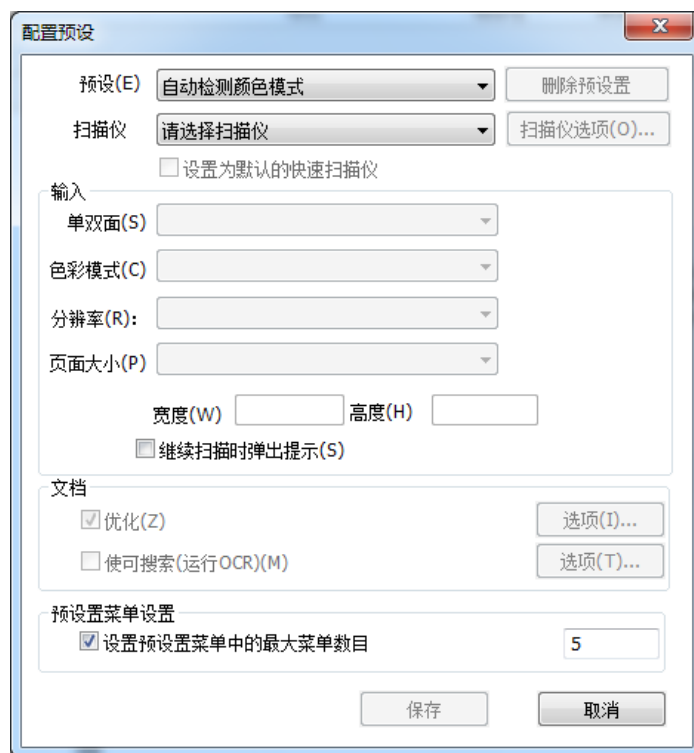 配置预设
预设(E) 自动检测颜色模式 删除预设置
扫描仪 请选择扫描仪 扫描仪选项(O)...
设置为默认的快速扫描仪
输入
单双面(S)
色彩模式(C)
分辨率(R):
页面大小(P)
宽度(W) 高度(H)
继续扫描时弹出提示(S)
文档
优化(Z) 选项(I)...
使可搜索(运行OCR)(M) 选项(T)...
预设置菜单设置
设置预设置菜单中的最大菜单数目 5
保存 取消